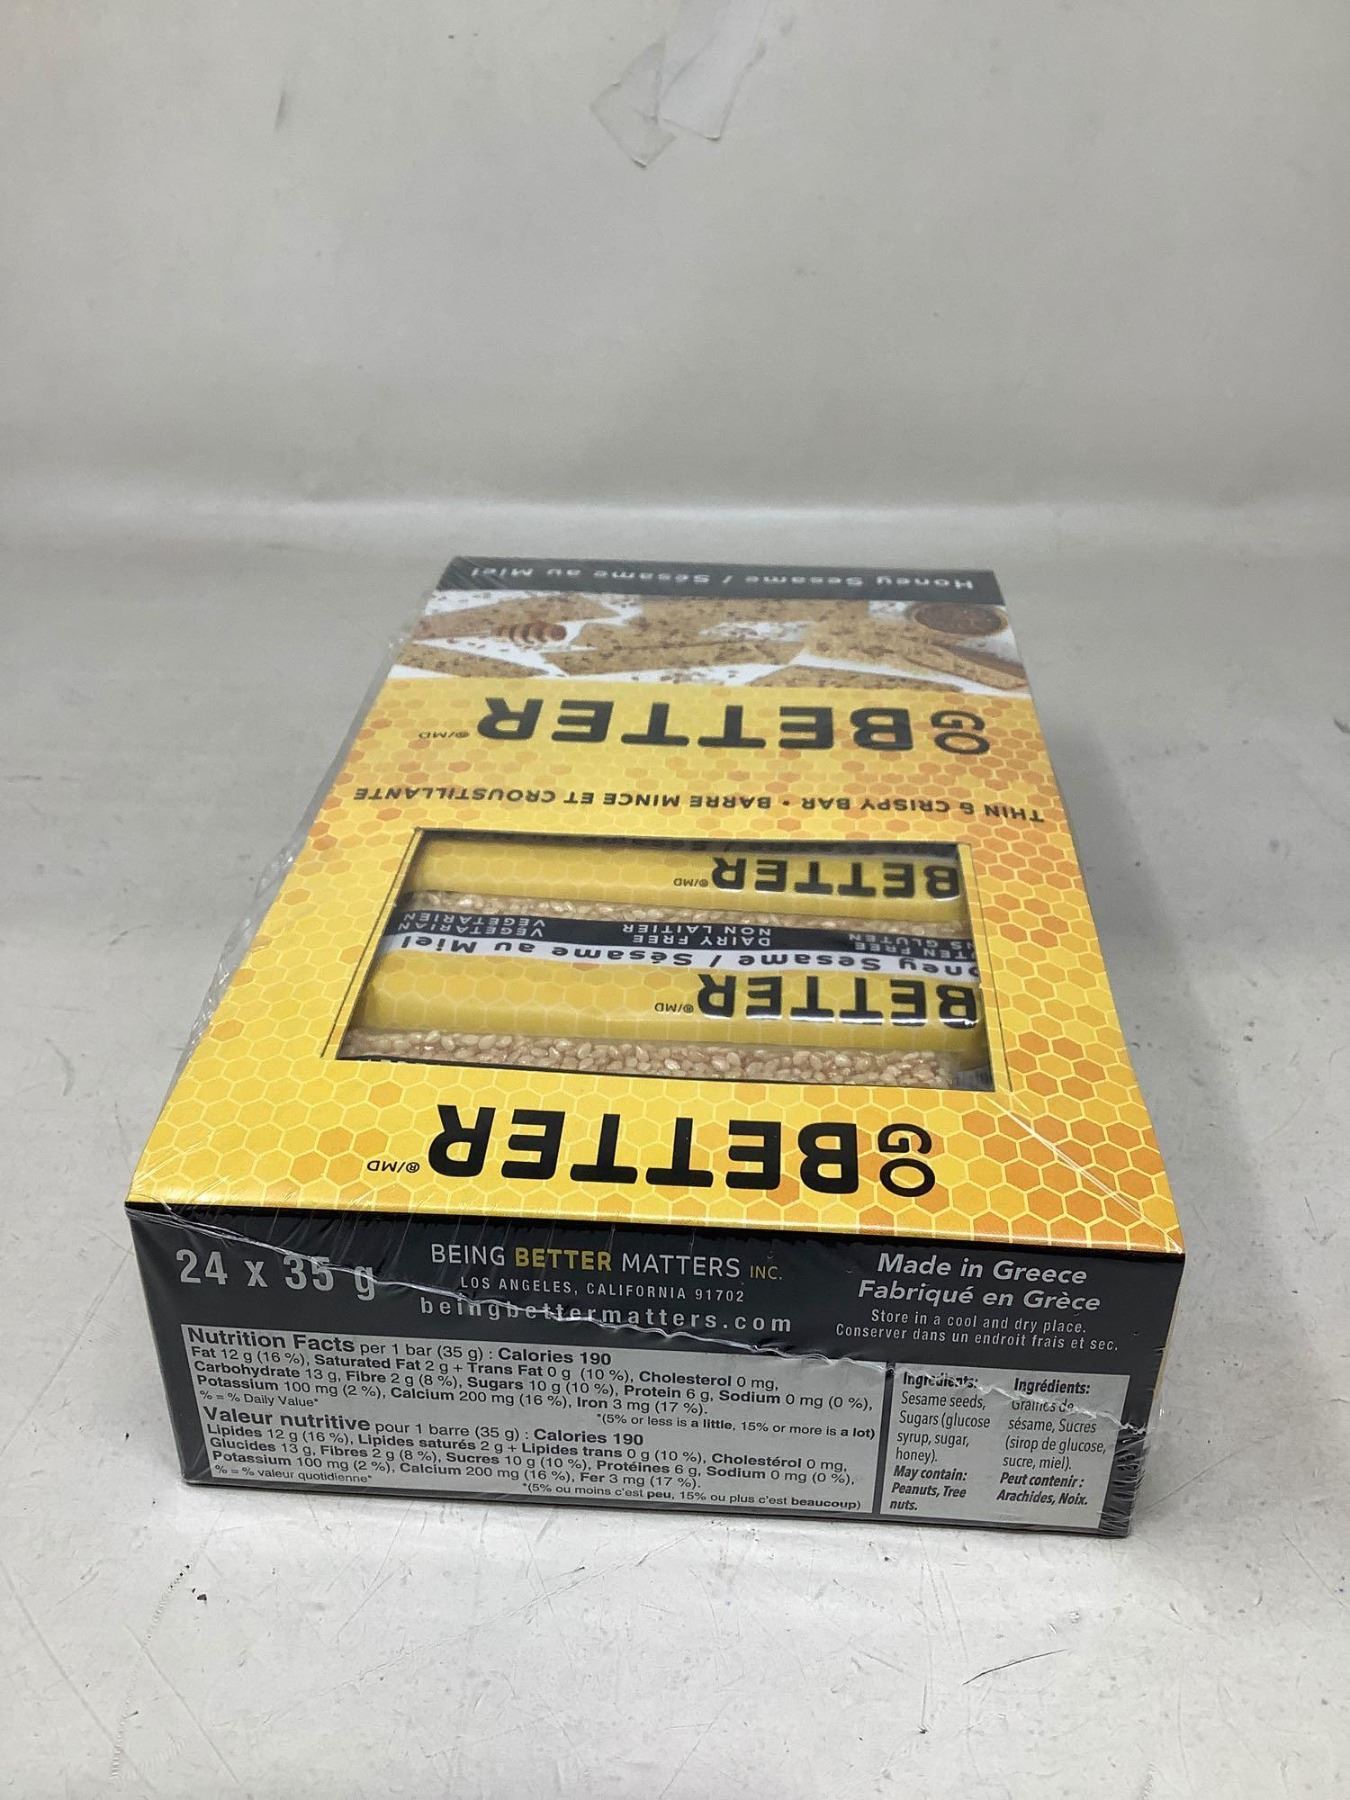 Honey Sesame / Sésame au Miel
GO BETTER ®/MD
THIN & CRISPY BAR • BARRE MINCE ET CROUSTILLANTE
BETTER ®/MD
VEGETARIAN
VEGETARIEN
DAIRY FREE
NON LAITIER
FREE
GLUTEN
Sesame / Sésame au Miel
BETTER ®/MD
GO BETTER ®/MD
24 x 35 g
BEING BETTER MATTERS INC.
LOS ANGELES, CALIFORNIA 91702
beingbettermatters.com
Made in Greece
Fabriqué en Grèce
Store in a cool and dry place.
Conserver dans un endroit frais et sec.
Nutrition Facts per 1 bar (35 g) : Calories 190
Fat 12 g (16 %), Saturated Fat 2 g + Trans Fat 0 g (10 %), Cholesterol 0 mg,
Carbohydrate 13 g, Fibre 2 g (8 %), Sugars 10 g (10 %), Protein 6 g, Sodium 0 mg (0 %),
Potassium 100 mg (2 %), Calcium 200 mg (16 %), Iron 3 mg (17 %).
% = % Daily Value*
*(5% or less is a little, 15% or more is a lot)
Valeur nutritive pour 1 barre (35 g) : Calories 190
Lipides 12 g (16 %), Lipides saturés 2 g + Lipides trans 0 g (10 %), Cholestérol 0 mg,
Glucides 13 g, Fibres 2 g (8 %), Sucres 10 g (10 %), Protéines 6 g, Sodium 0 mg (0 %),
Potassium 100 mg (2 %), Calcium 200 mg (16 %), Fer 3 mg (17 %).
% = % valeur quotidienne*
*(5% ou moins c'est peu, 15% ou plus c'est beaucoup)
Ingredients:
Sesame seeds,
Sugars (glucose
syrup, sugar,
honey).
May contain:
Peanuts, Tree
nuts.
Ingrédients:
Graines de
sésame, Sucres
(sirop de glucose,
sucre, miel).
Peut contenir :
Arachides, Noix.